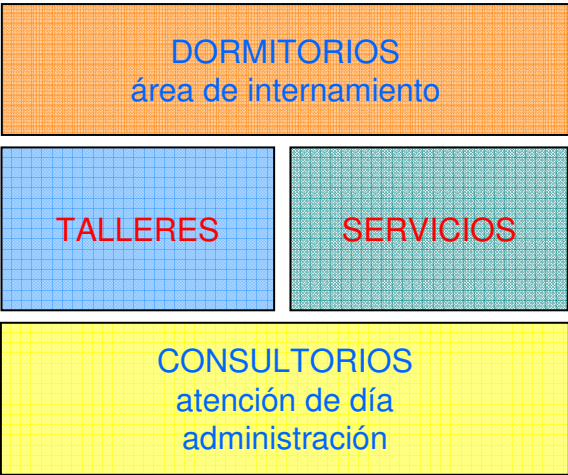 DORMITORIOS
área de internamiento
TALLERES
SERVICIOS
CONSULTORIOS
atención de día
administración